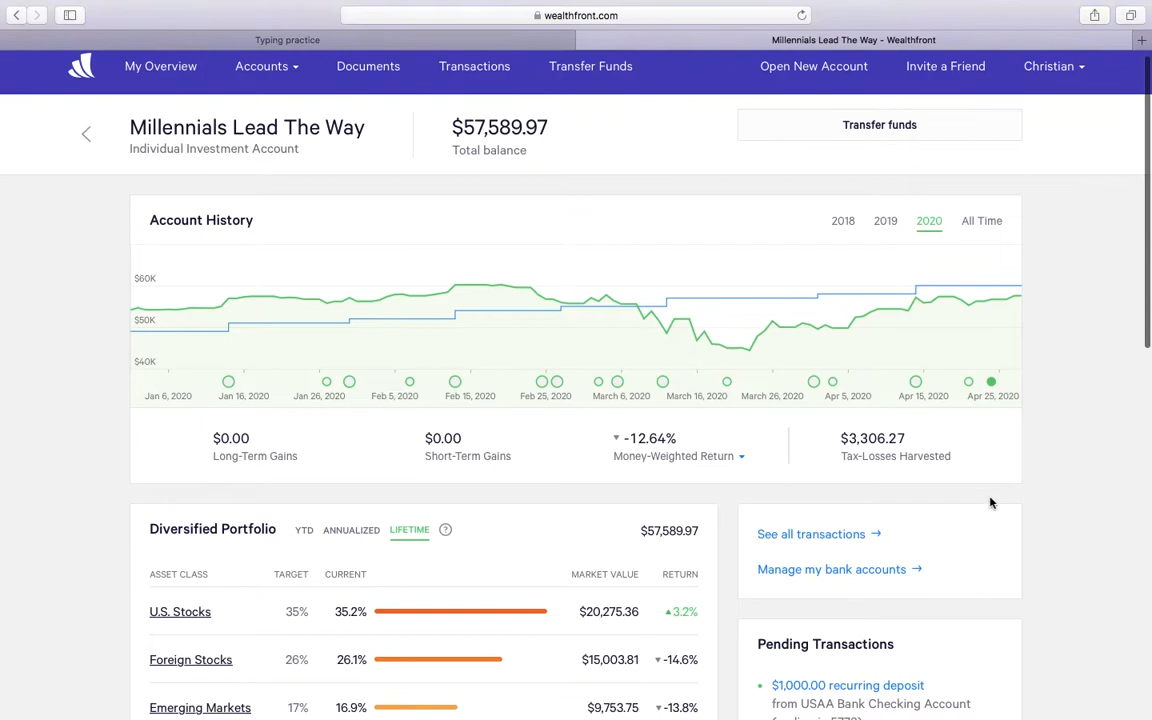 wealthfront.com
Typing practice
Millennials Lead The Way - Wealthfront
My Overview Accounts Documents Transactions Transfer Funds Open New Account Invite a Friend Christian
Millennials Lead The Way
Individual Investment Account
$57,589.97
Total balance
Transfer funds
Account History
2018 2019 2020 All Time
$60K
$50K
$40K
Jan 6, 2020 Jan 16, 2020 Jan 26, 2020 Feb 5, 2020 Feb 15, 2020 Feb 25, 2020 March 6, 2020 March 16, 2020 March 26, 2020 Apr 5, 2020 Apr 15, 2020 Apr 25, 2020
$0.00
Long-Term Gains
$0.00
Short-Term Gains
-12.64%
Money-Weighted Return
$3,306.27
Tax-Losses Harvested
Diversified Portfolio YTD ANNUALIZED LIFETIME ? $57,589.97
ASSET CLASS TARGET CURRENT MARKET VALUE RETURN
U.S. Stocks 35% 35.2% $20,275.36 3.2%
Foreign Stocks 26% 26.1% $15,003.81 -14.6%
Emerging Markets 17% 16.9% $9,753.75 -13.8%
See all transactions →
Manage my bank accounts →
Pending Transactions
$1,000.00 recurring deposit
from USAA Bank Checking Account